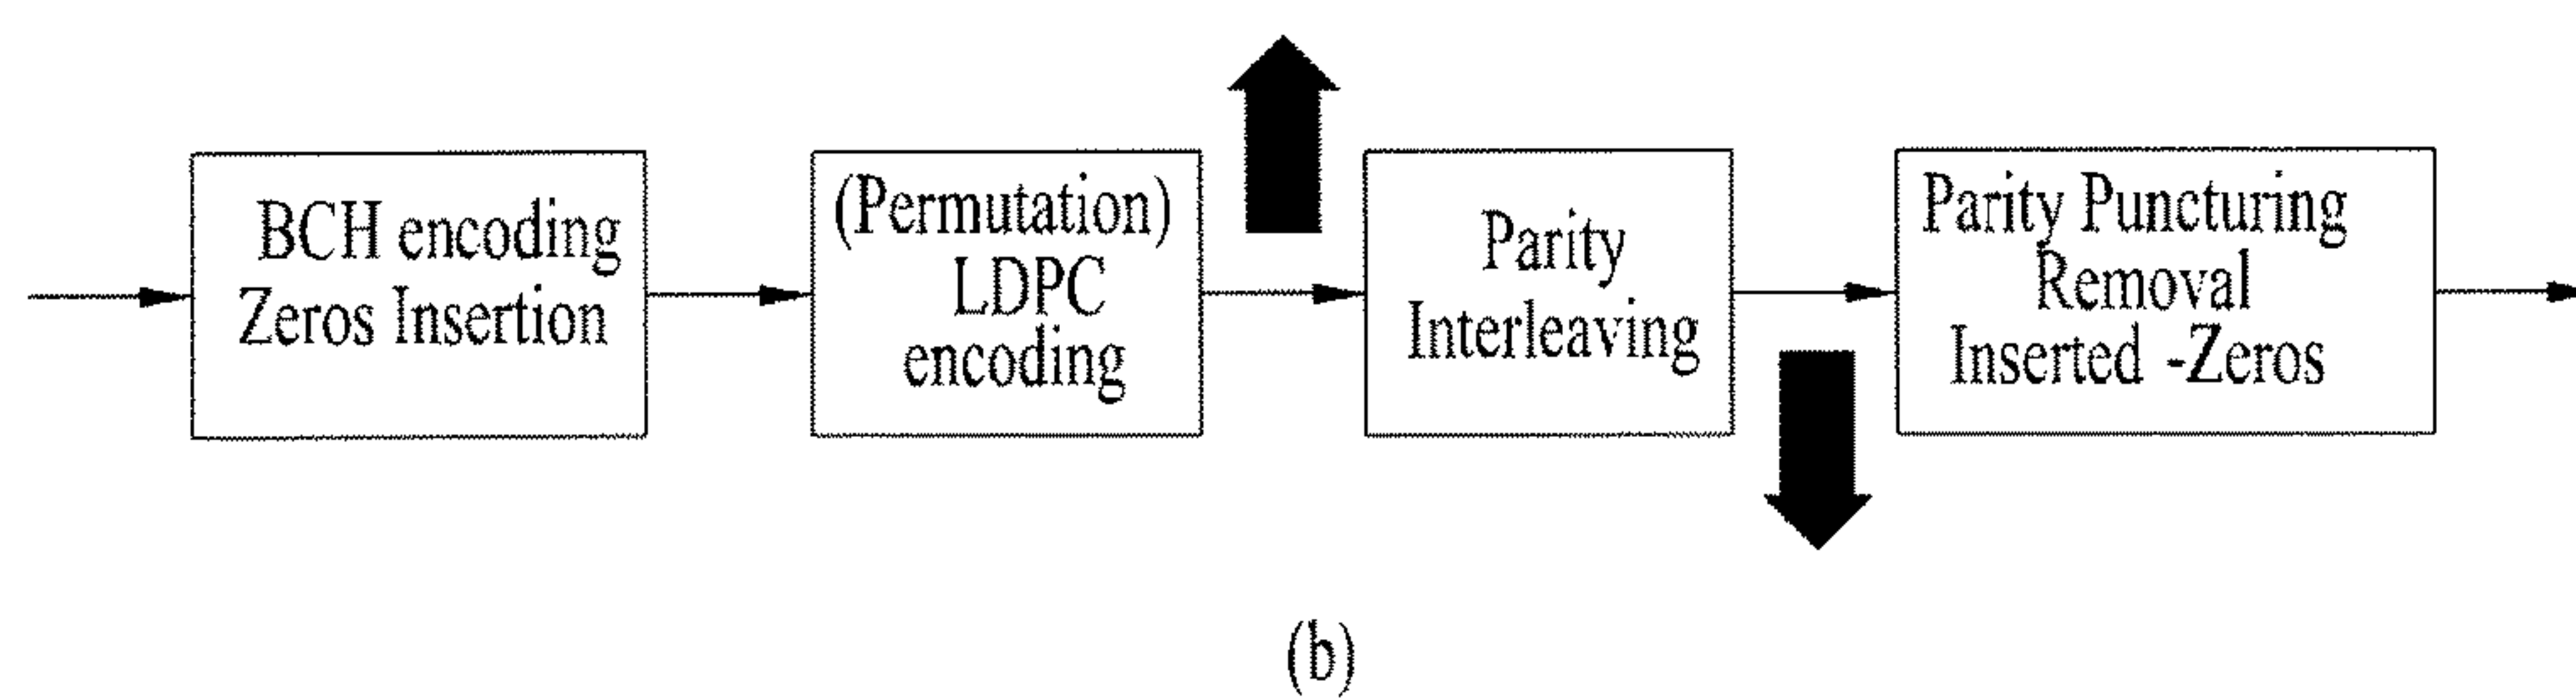 BCH encoding
Zeros Insertion
(Permutation)
LDPC
encoding
Parity
Interleaving
Parity Puncturing
Removal
Inserted -Zeros
(b)